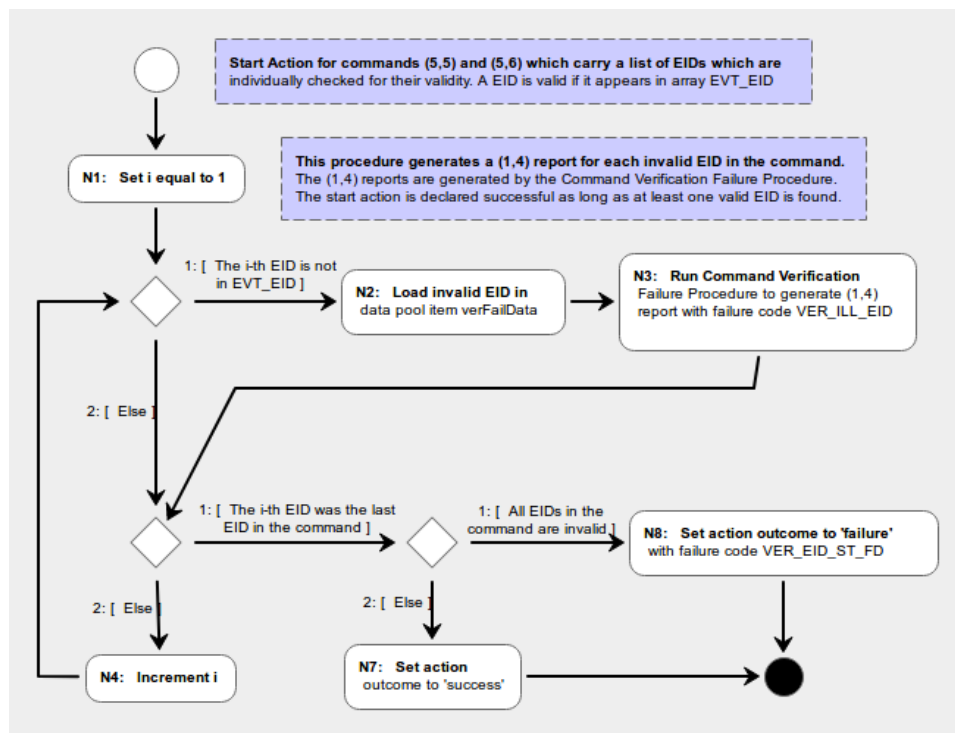 Start Action for commands (5,5) and (5,6) which carry a list of EIDs which are
individually checked for their validity. A EID is valid if it appears in array EVT_EID
This procedure generates a (1,4) report for each invalid EID in the command.
The (1,4) reports are generated by the Command Verification Failure Procedure.
The start action is declared successful as long as at least one valid EID is found.
N1: Set i equal to 1
1: [ The i-th EID is not
in EVT_EID ]
N2: Load invalid EID in
data pool item verFailData
N3: Run Command Verification
Failure Procedure to generate (1,4)
report with failure code VER_ILL_EID
2: [ Else ]
1: [ The i-th EID was the last
EID in the command ]
1: [ All EIDs in the
command are invalid ]
N8: Set action outcome to 'failure'
with failure code VER_EID_ST_FD
2: [ Else ]
2: [ Else ]
N4: Increment i
N7: Set action
outcome to 'success'